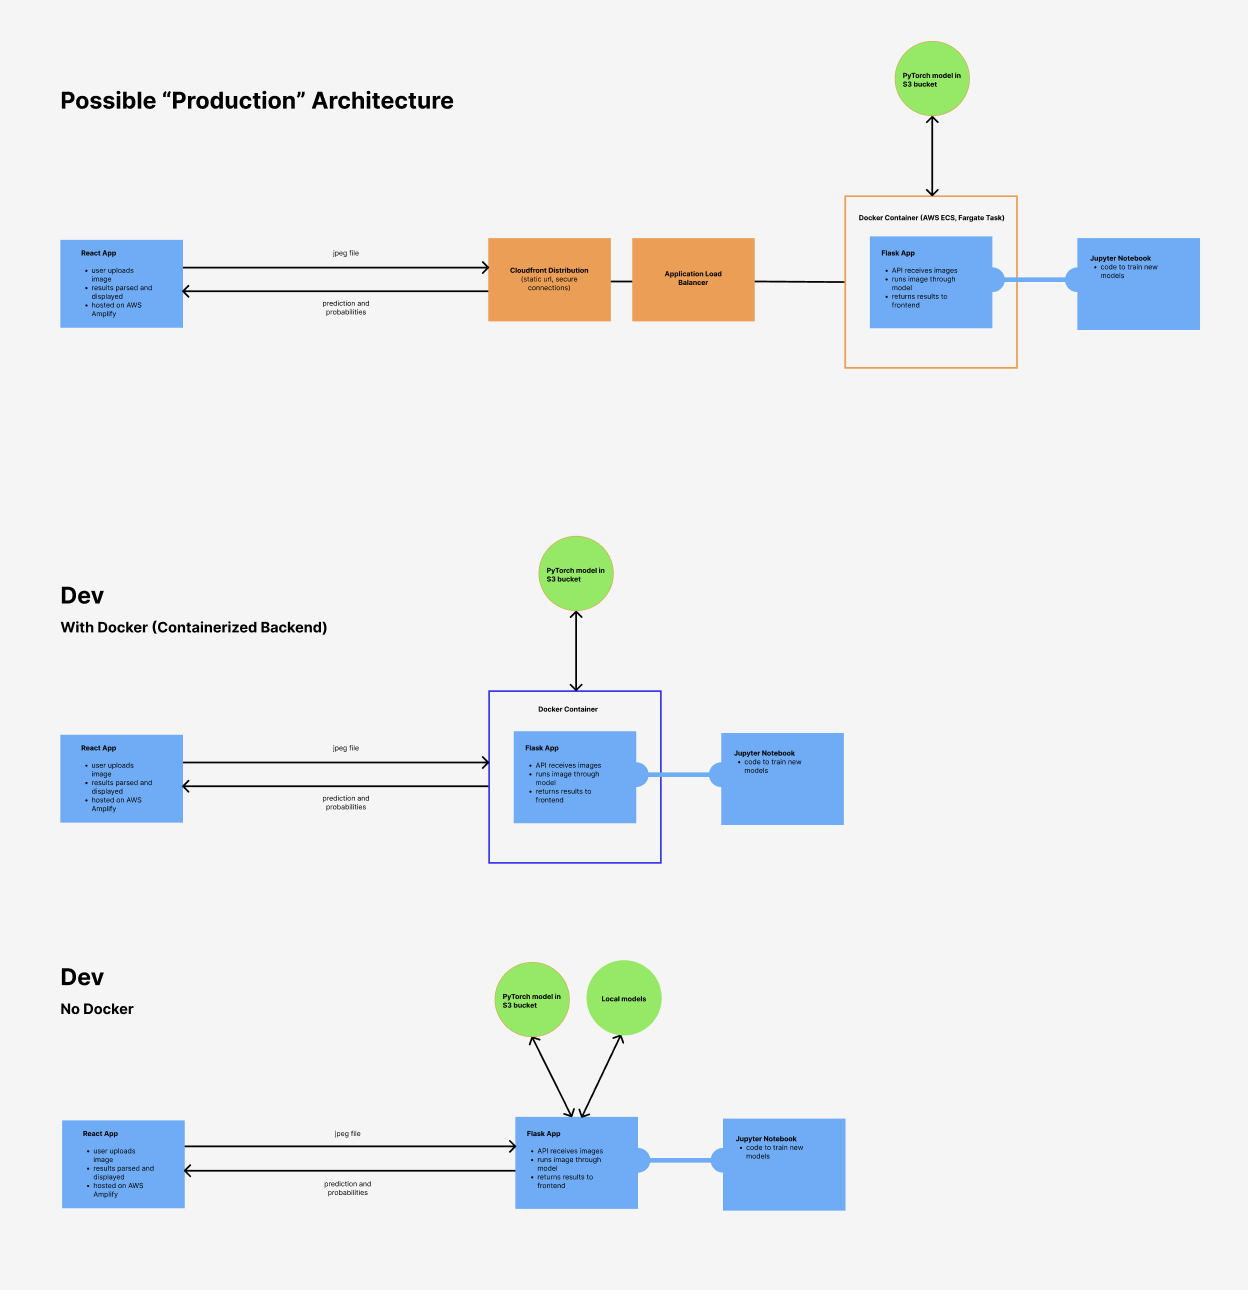 Possible “Production” Architecture
PyTorch model in
S3 bucket
React App
• user uploads
image
• results parsed and
displayed
• hosted on AWS
Amplify
jpeg file
prediction and
probabilities
Cloudfront Distribution
(static url, secure
connections)
Application Load
Balancer
Docker Container (AWS ECS, Fargate Task)
Flask App
• API receives images
• runs image through
model
• returns results to
frontend
Jupyter Notebook
• code to train new
models
Dev
With Docker (Containerized Backend)
PyTorch model in
S3 bucket
React App
• user uploads
image
• results parsed and
displayed
• hosted on AWS
Amplify
jpeg file
prediction and
probabilities
Docker Container
Flask App
• API receives images
• runs image through
model
• returns results to
frontend
Jupyter Notebook
• code to train new
models
Dev
No Docker
PyTorch model in
S3 bucket
Local models
React App
• user uploads
image
• results parsed and
displayed
• hosted on AWS
Amplify
jpeg file
prediction and
probabilities
Flask App
• API receives images
• runs image through
model
• returns results to
frontend
Jupyter Notebook
• code to train new
models